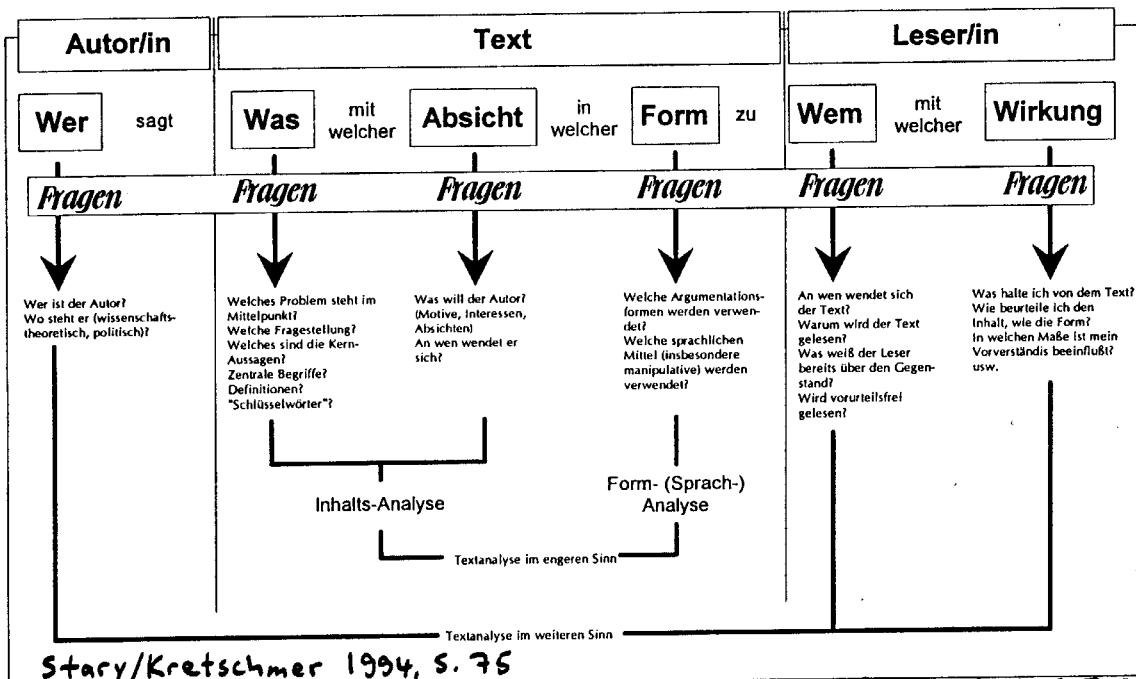 Autor/in
Text
Leser/in
Wer sagt Was mit welcher Absicht in welcher Form zu Wem mit welcher Wirkung
Fragen Fragen Fragen Fragen Fragen Fragen
Wer ist der Autor?
Wo steht er (wissenschafts-
theoretisch, politisch)?
Welches Problem steht im
Mittelpunkt?
Welche Fragestellung?
Welches sind die Kern-
Aussagen?
Zentrale Begriffe?
Definitionen?
"Schlüsselwörter"?
Was will der Autor?
(Motive, Interessen,
Absichten)
An wen wendet er
sich?
Welche Argumentations-
formen werden verwen-
det?
Welche sprachlichen
Mittel (insbesondere
manipulative) werden
verwendet?
An wen wendet sich
der Text?
Warum wird der Text
gelesen?
Was weiß der Leser
bereits über den Gegen-
stand?
Wird vorurteilsfrei
gelesen?
Was halte ich von dem Text?
Wie beurteile ich den
Inhalt, wie die Form?
In welchen Maße ist mein
Vorverständis beeinflußt?
usw.
Inhalts-Analyse
Form- (Sprach-)
Analyse
Textanalyse im engeren Sinn
Textanalyse im weiteren Sinn
Stary/Kretschmer 1994, S. 75